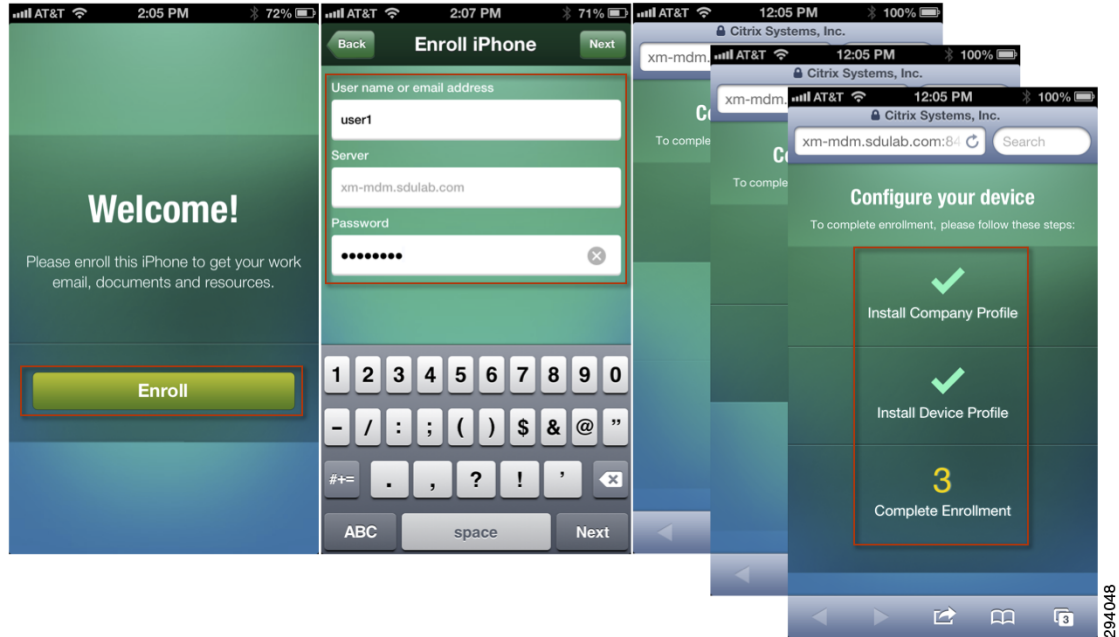 AT&T 2:05 PM 72%
Welcome!
Please enroll this iPhone to get your work
email, documents and resources.
Enroll
AT&T 2:07 PM 71%
Back Enroll iPhone Next
User name or email address
user1
Server
xm-mdm.sdulab.com
Password
••••••••
1 2 3 4 5 6 7 8 9 0
- / : ; ( ) $ & @ ”
#+= . , ? ! ’
ABC space Next
AT&T 12:05 PM 100%
Citrix Systems, Inc.
xm-mdm.
Co
To comple
AT&T 12:05 PM 100%
Citrix Systems, Inc.
xm-mdm.
Co
To comple
AT&T 12:05 PM 100%
Citrix Systems, Inc.
xm-mdm.sdulab.com:84 Search
Configure your device
To complete enrollment, please follow these steps:
Install Company Profile
Install Device Profile
3
Complete Enrollment
3
294048